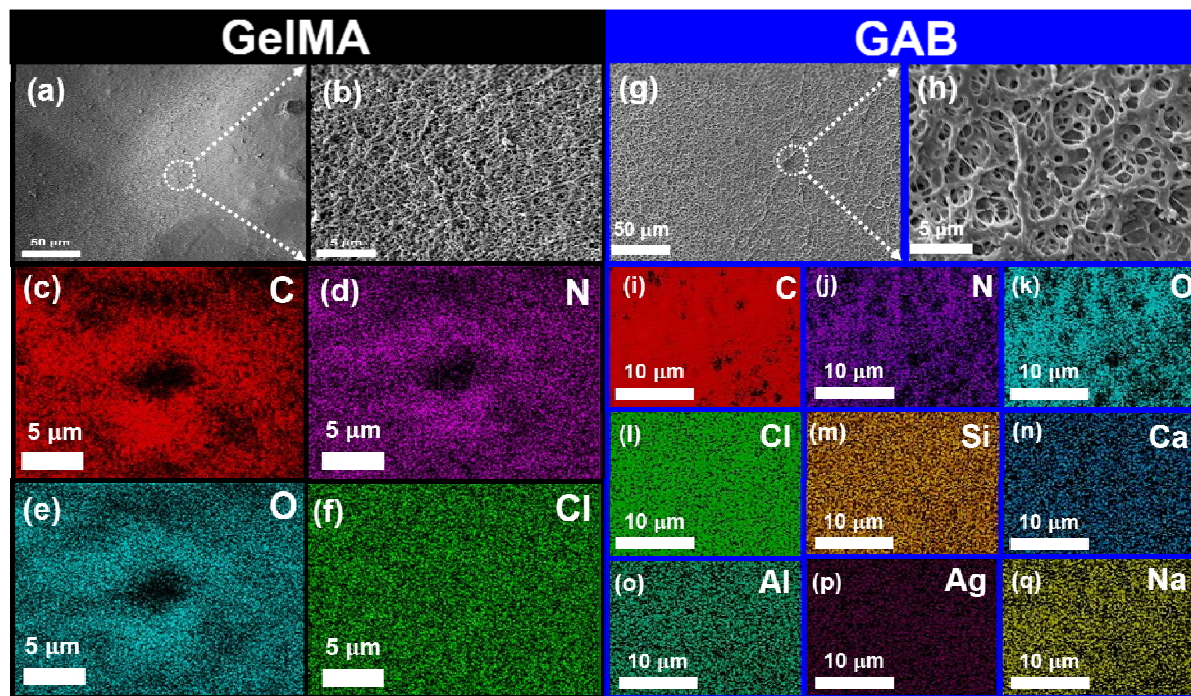 GelMA
GAB
(a)
50 µm
(b)
5 µm
(g)
50 µm
(h)
5 µm
(c)
C
5 µm
(d)
N
5 µm
(i)
C
10 µm
(j)
N
10 µm
(k)
O
10 µm
(l)
Cl
10 µm
(m)
Si
10 µm
(n)
Ca
10 µm
(e)
O
5 µm
(f)
Cl
5 µm
(o)
Al
10 µm
(p)
Ag
10 µm
(q)
Na
10 µm